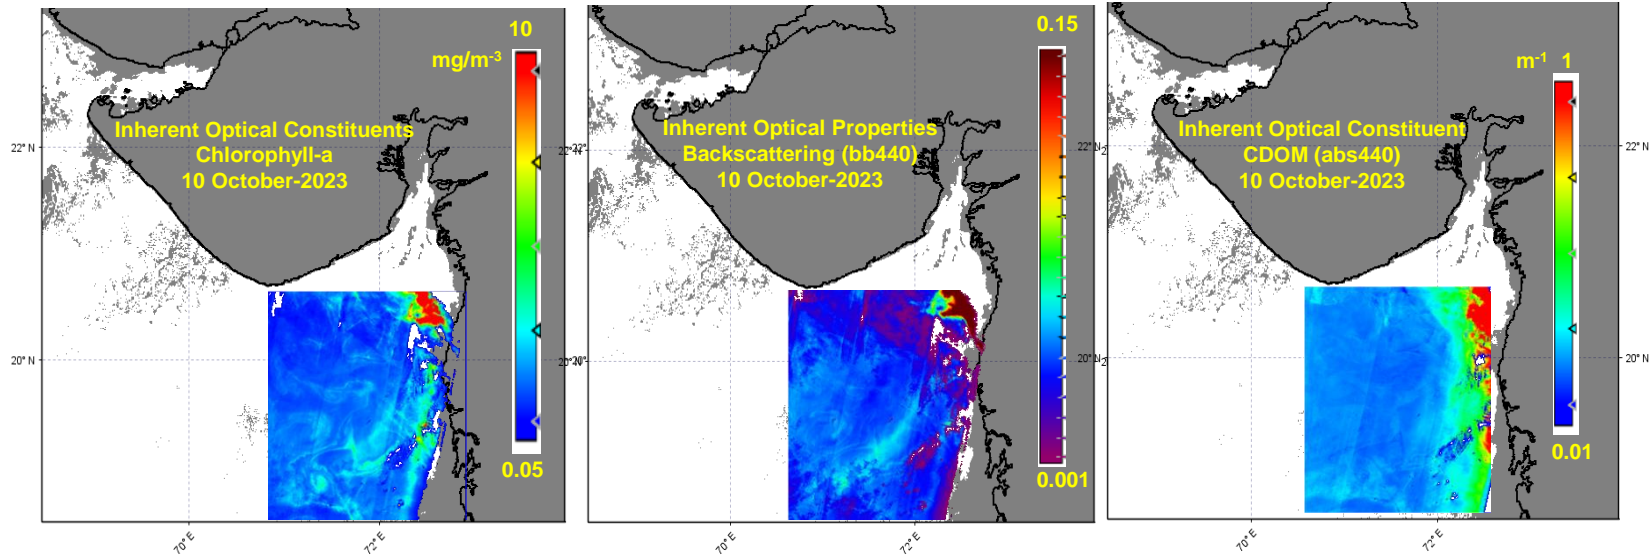 10
mg/m-3
Inherent Optical Constituents
Chlorophyll-a
10 October-2023
22° N
20° N
0.05
70° E
72° E
0.15
Inherent Optical Properties
Backscattering (bb440)
10 October-2023
0.001
70° E
72° E
m-1 1
Inherent Optical Constituent
CDOM (abs440)
10 October-2023
22° N
20° N
0.01
22° N
20° N
70° E
72° E